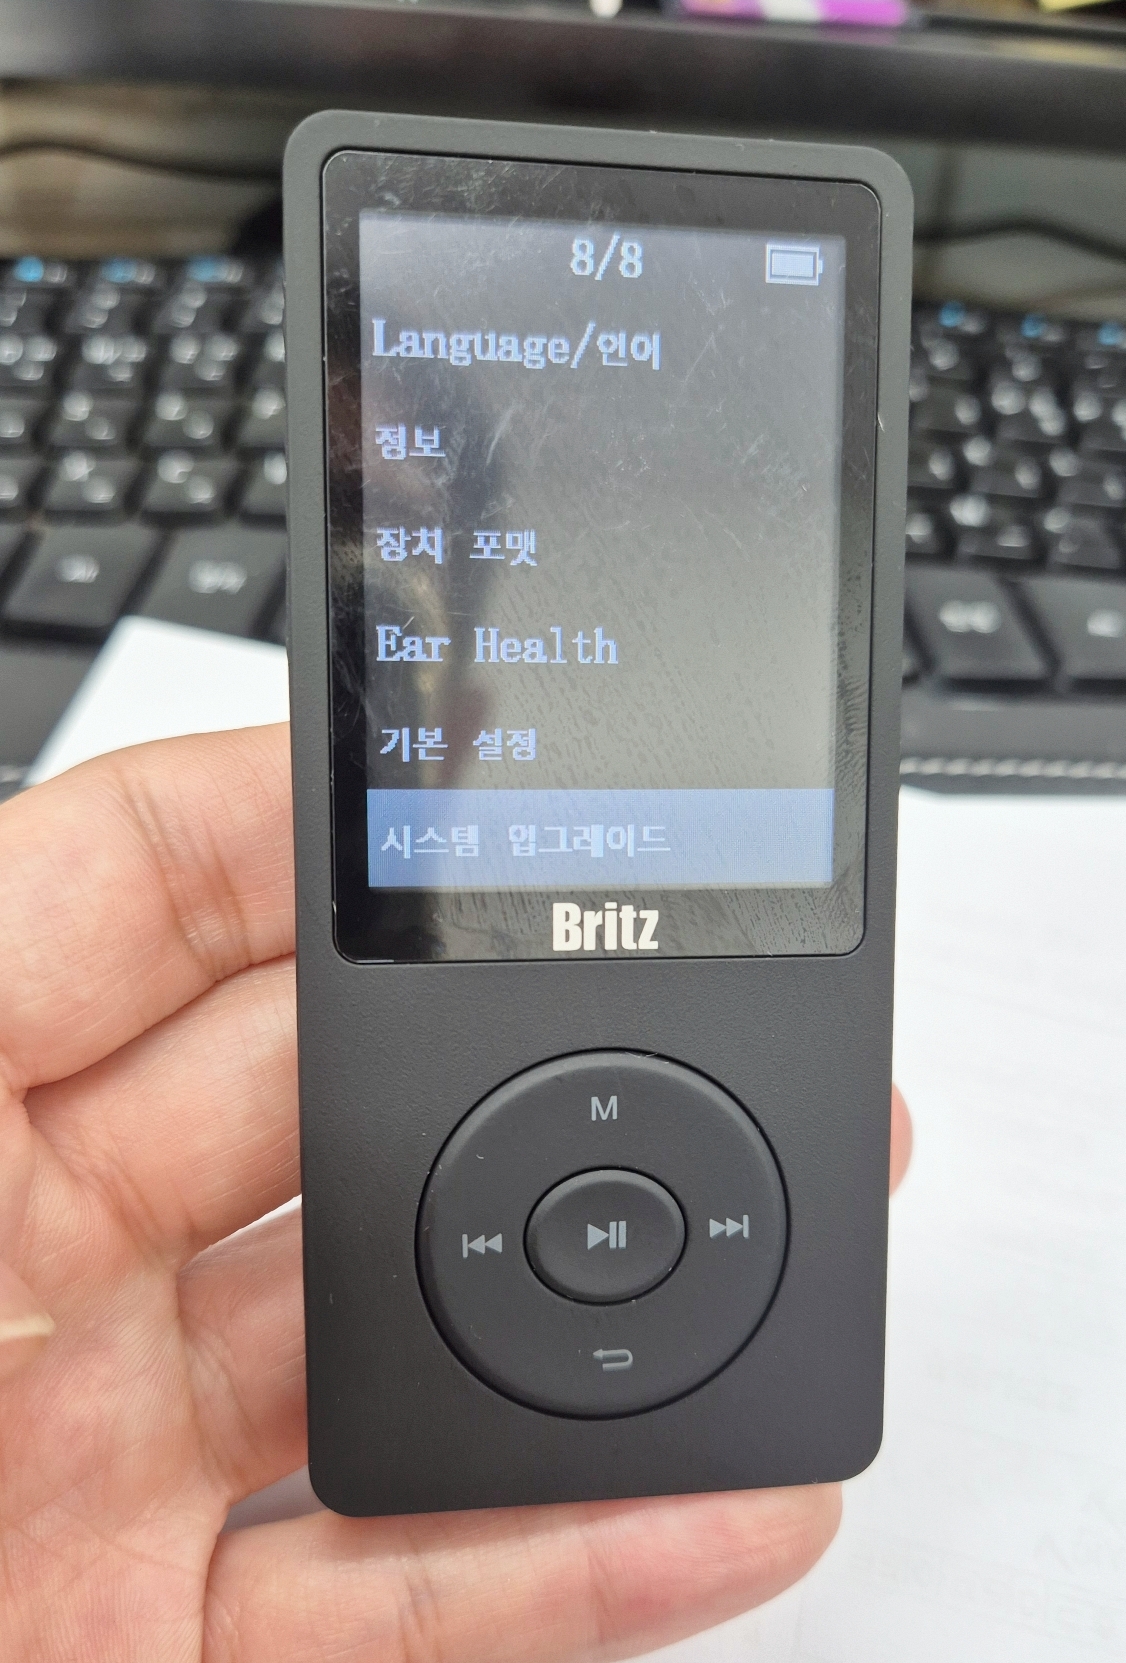 8/8
Language/언어
정보
장치 포맷
Ear Health
기본 설정
시스템 업그레이드
Britz
M